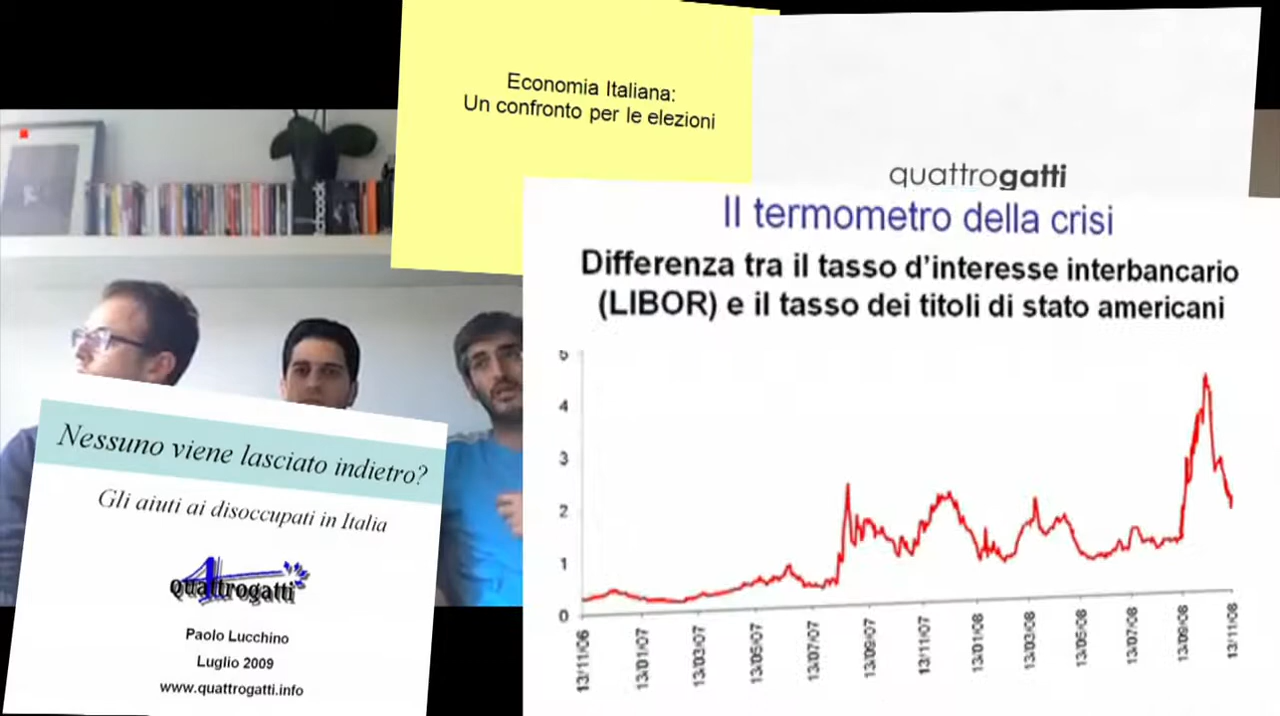 Economia Italiana:
Un confronto per le elezioni
quattrogatti
Il termometro della crisi
Differenza tra il tasso d'interesse interbancario
(LIBOR) e il tasso dei titoli di stato americani
5
4
3
2
1
0
13/11/06
13/01/07
13/03/07
13/05/07
13/07/07
13/09/07
13/11/07
13/01/08
13/03/08
13/05/08
13/07/08
13/09/08
13/11/08
Nessuno viene lasciato indietro?
Gli aiuti ai disoccupati in Italia
4
quattrogatti
Paolo Lucchino
Luglio 2009
www.quattrogatti.info